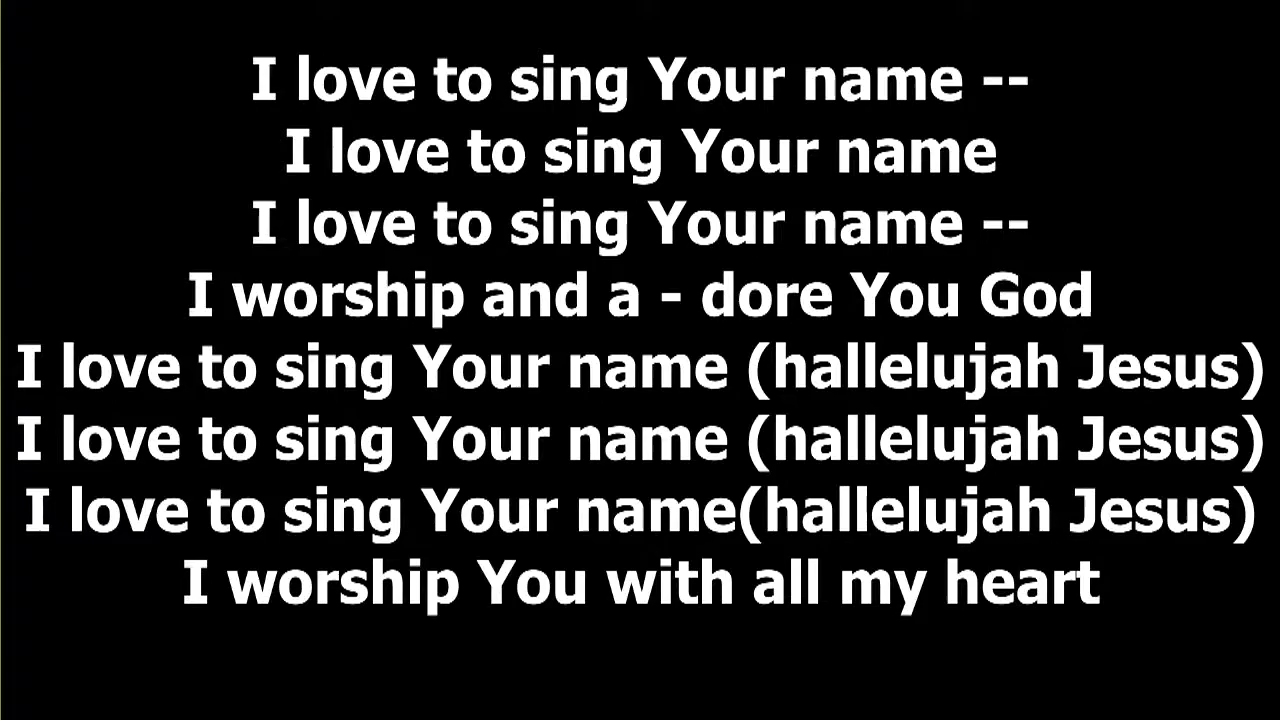 I love to sing Your name --
I love to sing Your name
I love to sing Your name --
I worship and a - dore You God
I love to sing Your name (hallelujah Jesus)
I love to sing Your name (hallelujah Jesus)
I love to sing Your name(hallelujah Jesus)
I worship You with all my heart